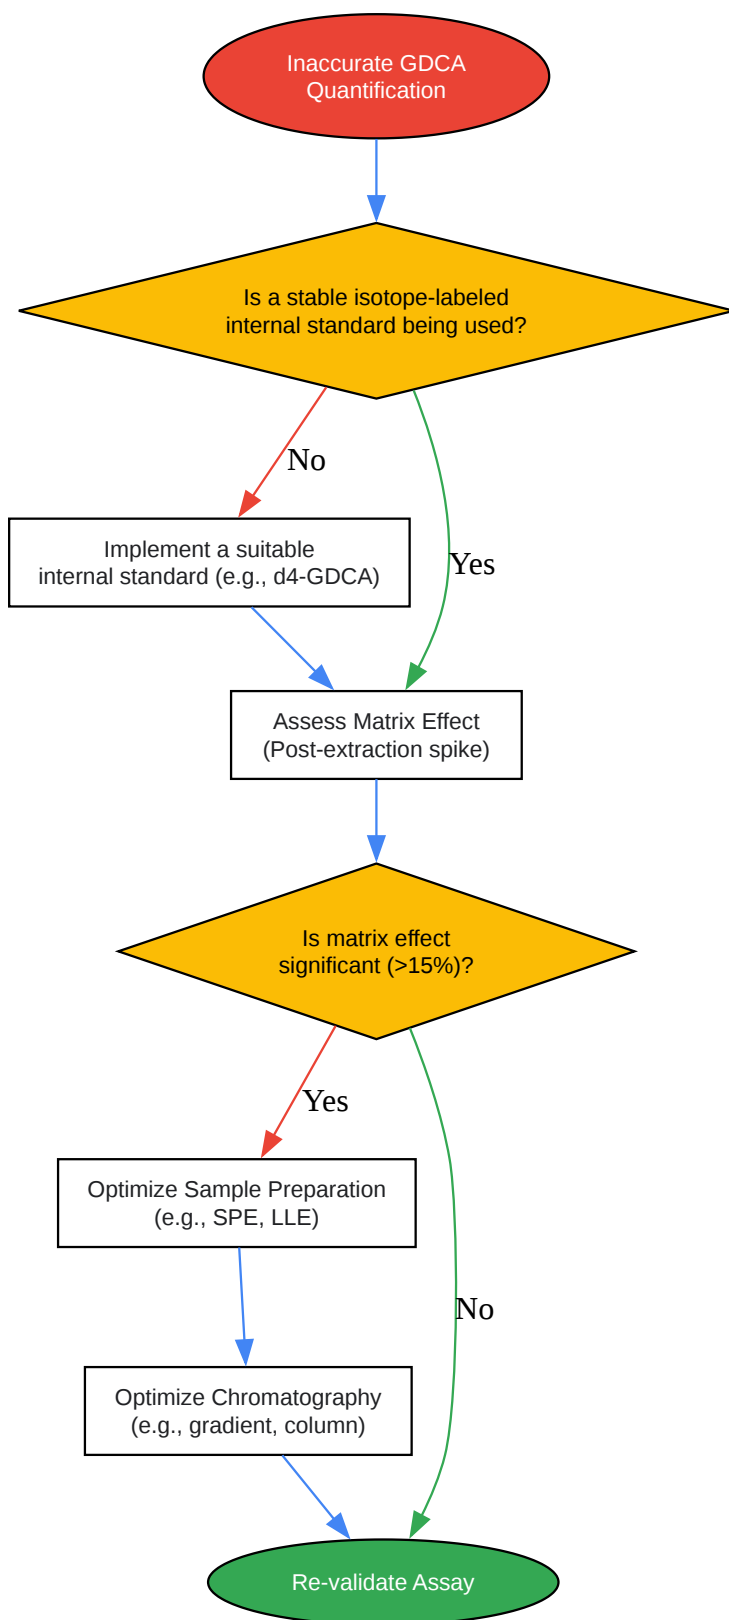 Inaccurate GDCA
Quantification
Is a stable isotope-labeled
internal standard being used?
No
Implement a suitable
internal standard (e.g., d4-GDCA)
Yes
Assess Matrix Effect
(Post-extraction spike)
Is matrix effect
significant (>15%)?
Yes
Optimize Sample Preparation
(e.g., SPE, LLE)
No
Optimize Chromatography
(e.g., gradient, column)
Re-validate Assay